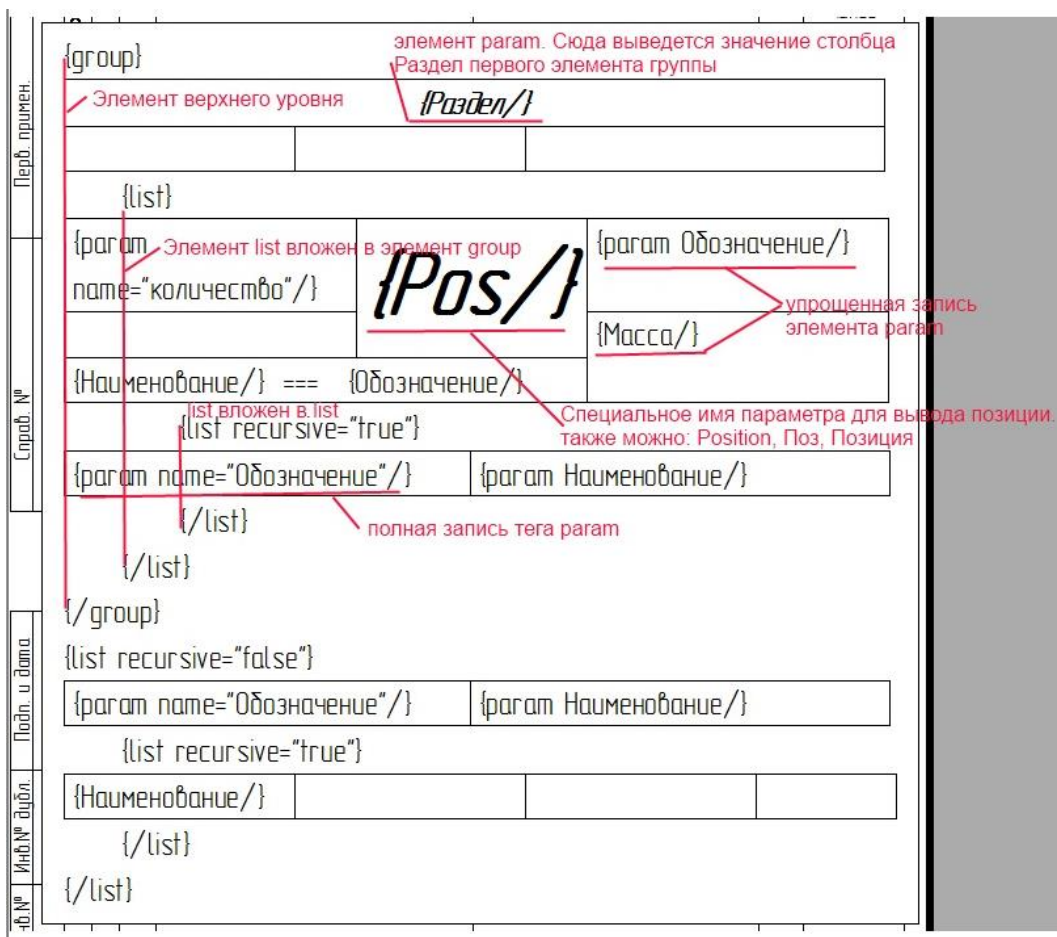 {group}
элемент param. Сюда выведется значение столбца
Раздел первого элемента группы
Элемент верхнего уровня
{Раздел/}
{list}
{param
name="количество"/}
Элемент list вложен в элемент group
{Pos/}
{param Обозначение/}
упрощенная запись
элемента param
{Масса/}
{Наименование/} === {Обозначение/}
list вложен в list
{list recursive="true"}
Специальное имя параметра для вывода позиции.
также можно: Position, Поз, Позиция
{param name="Обозначение"/}
{param Наименование/}
{/list}
полная запись тега param
{/list}
{/group}
{list recursive="false"}
{param name="Обозначение"/}
{param Наименование/}
{list recursive="true"}
{Наименование/}
{/list}
{/list}
Перв. примен.
Справ. №
Подп. и дата
Инв.№ дубл.